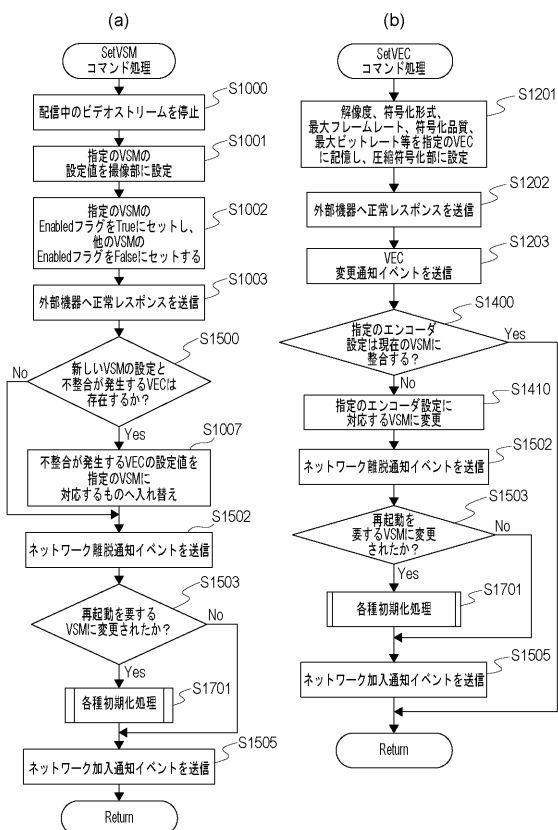 (a)
SetVSM
コマンド処理
S1000
配信中のビデオストリームを停止
S1001
指定のVSMの
設定値を撮像部に設定
S1002
指定のVSMの
EnabledフラグをTrueにセットし、
他のVSMの
EnabledフラグをFalseにセットする
S1003
外部機器へ正常レスポンスを送信
S1500
新しいVSMの設定と
不整合が発生するVECは
存在するか？
No
Yes
S1007
不整合が発生するVECの設定値を
指定のVSMに
対応するものへ入れ替え
S1502
ネットワーク離脱通知イベントを送信
S1503
再起動を要する
VSMに変更されたか？
No
Yes
S1701
各種初期化処理
S1505
ネットワーク加入通知イベントを送信
Return
(b)
SetVEC
コマンド処理
S1201
解像度、符号化形式、
最大フレームレート、符号化品質、
最大ビットレート等を指定のVEC
に記憶し、圧縮符号化部に設定
S1202
外部機器へ正常レスポンスを送信
S1203
VEC
変更通知イベントを送信
S1400
指定のエンコーダ
設定は現在のVSMに
整合する？
Yes
No
S1410
指定のエンコーダ設定に
対応するVSMに変更
S1502
ネットワーク離脱通知イベントを送信
S1503
再起動を
要するVSMに変更
されたか？
No
Yes
S1701
各種初期化処理
S1505
ネットワーク加入通知イベントを送信
Return